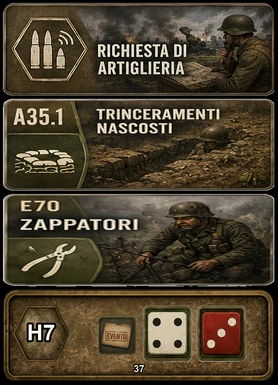 RICHIESTA DI
ARTIGLIERIA
A35.1
TRINCERAMENTI
NASCOSTI
E70
ZAPPATORI
H7
EVENTO
37